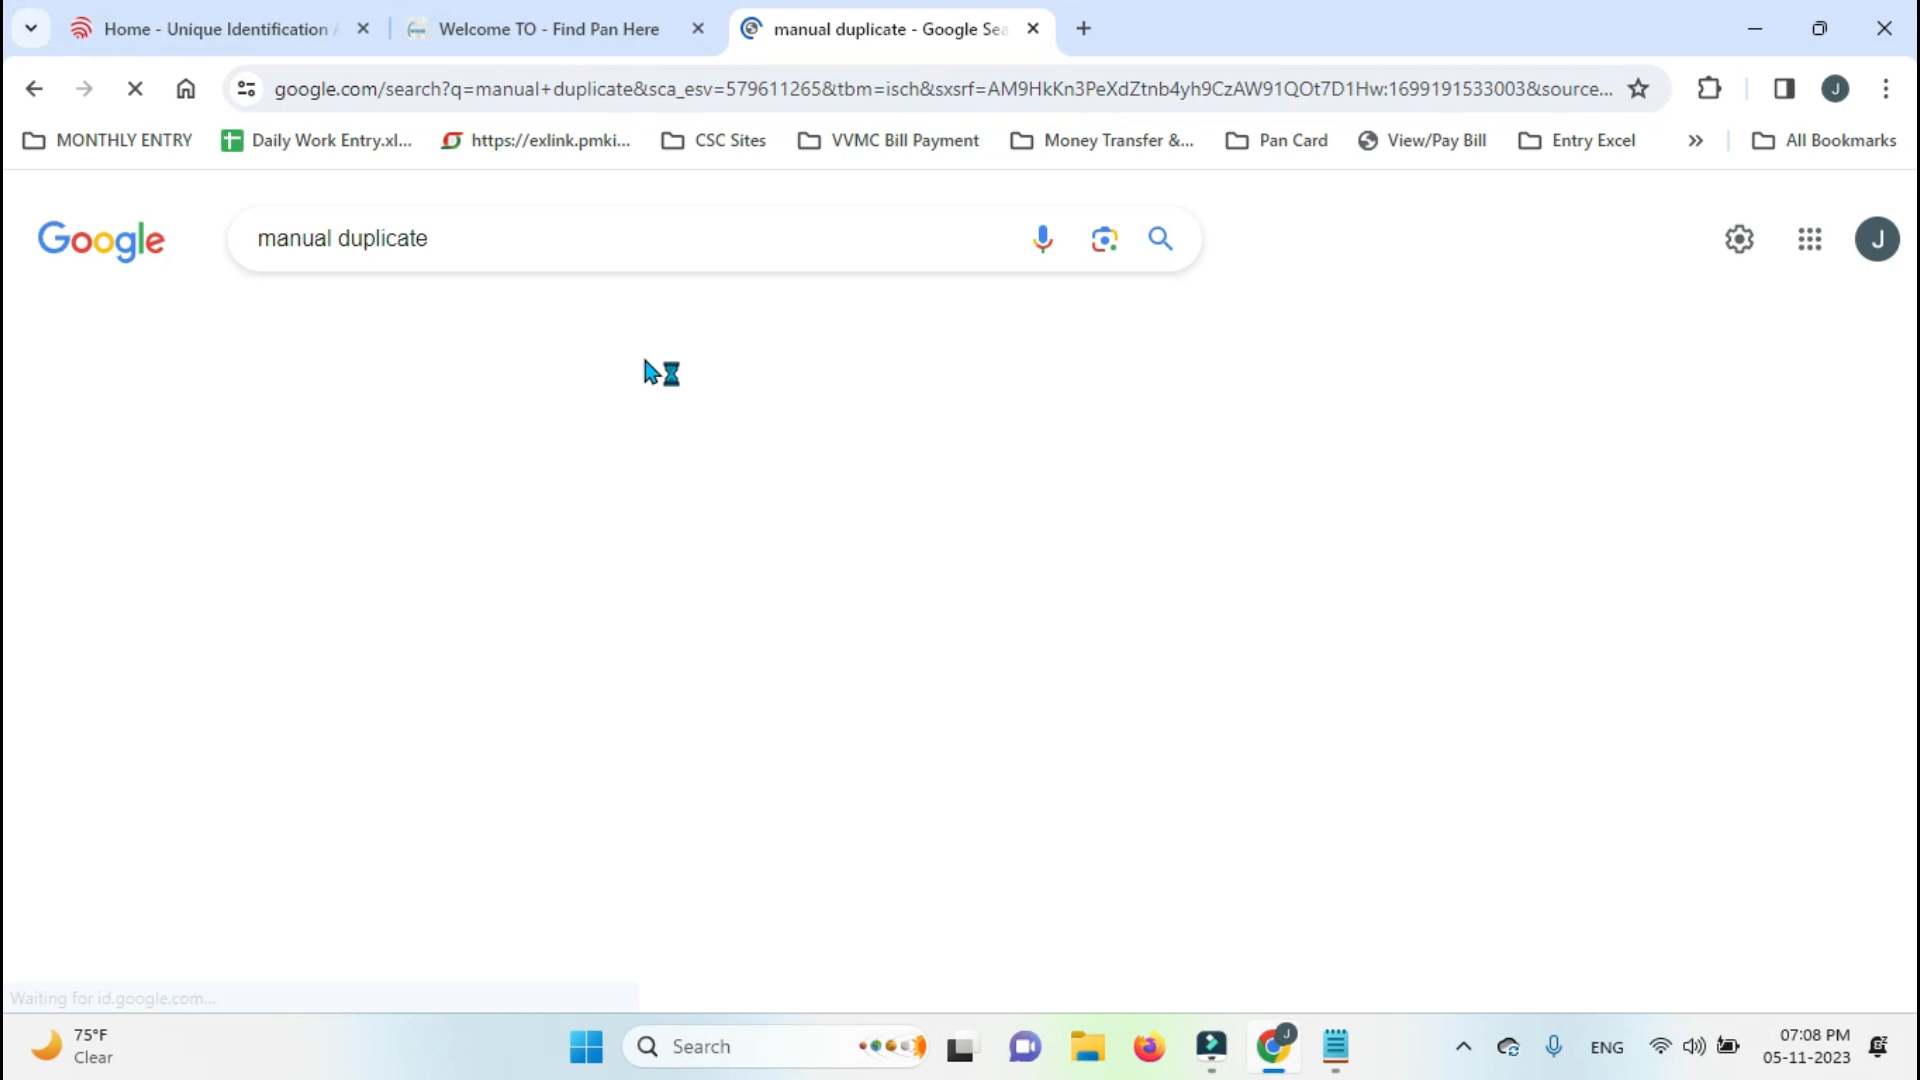 Home - Unique Identification A
Welcome TO - Find Pan Here
manual duplicate - Google Sea
google.com/search?q=manual+duplicate&sca_esv=579611265&tbm=isch&sxsrf=AM9HkKn3PeXdZtnb4yh9CzAW91QOt7D1Hw:1699191533003&source...
J
MONTHLY ENTRY
Daily Work Entry.xl...
https://exlink.pmki...
CSC Sites
VVMC Bill Payment
Money Transfer &...
Pan Card
View/Pay Bill
Entry Excel
All Bookmarks
Google
manual duplicate
J
Waiting for id.google.com...
75°F
Clear
Search
J
ENG
07:08 PM
05-11-2023